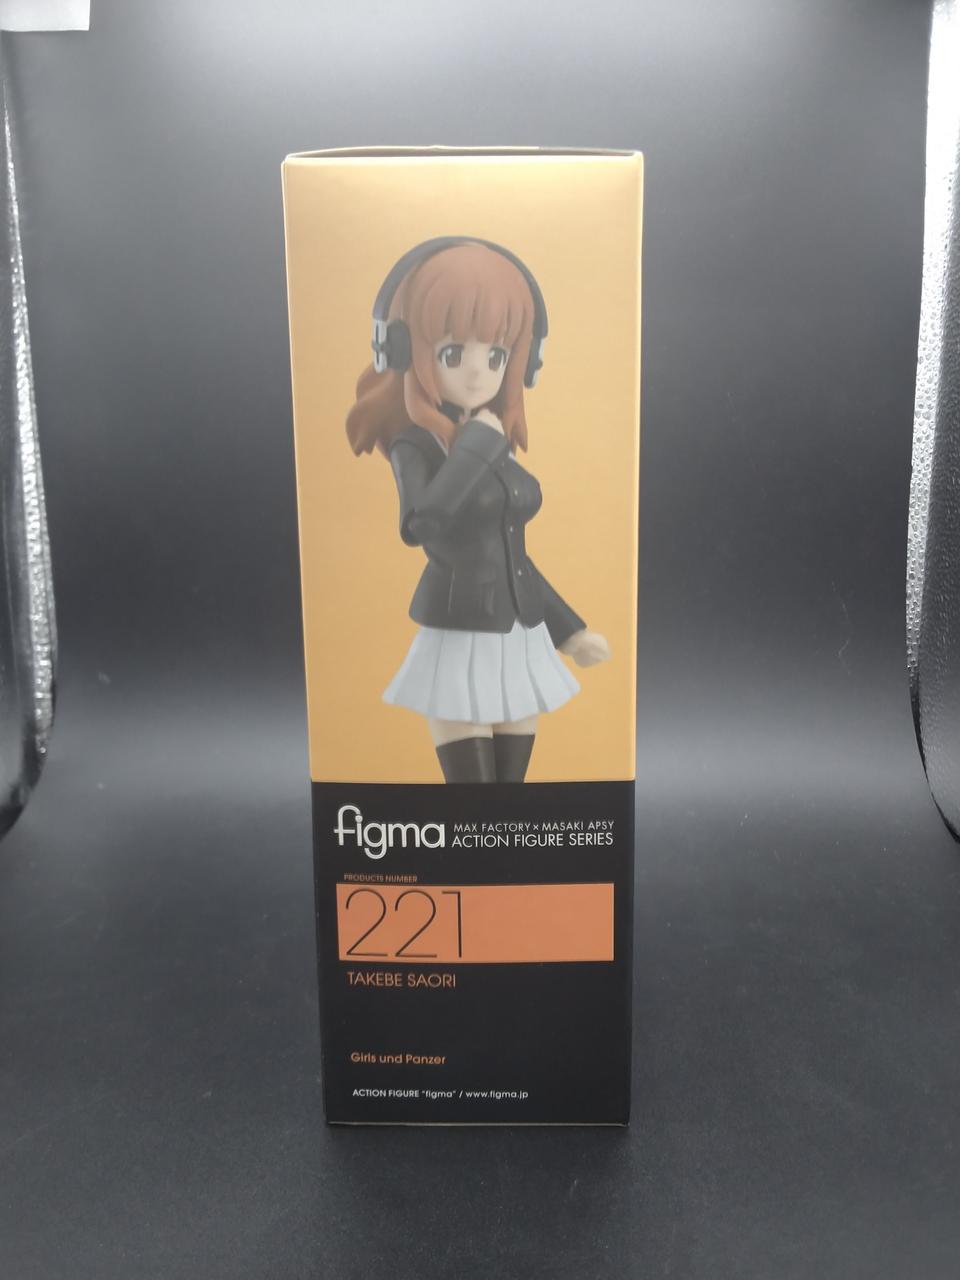 figma MAX FACTORY × MASAKI APSY
ACTION FIGURE SERIES
PRODUCTS NUMBER
221
TAKEBE SAORI
Girls und Panzer
ACTION FIGURE "figma" / www.figma.jp